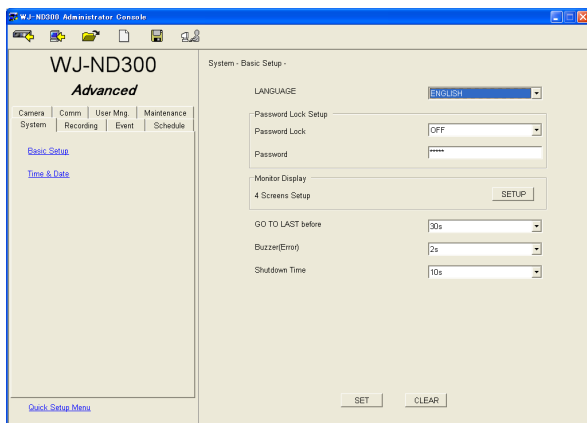 WJ-ND300 Administrator Console
WJ-ND300
Advanced
Camera Comm User Mng. Maintenance
System Recording Event Schedule
Basic Setup
Time & Date
Quick Setup Menu
System - Basic Setup -
LANGUAGE ENGLISH
Password Lock Setup
Password Lock OFF
Password *****
Monitor Display
4 Screens Setup SETUP
GO TO LAST before 30s
Buzzer(Error) 2s
Shutdown Time 10s
SET CLEAR